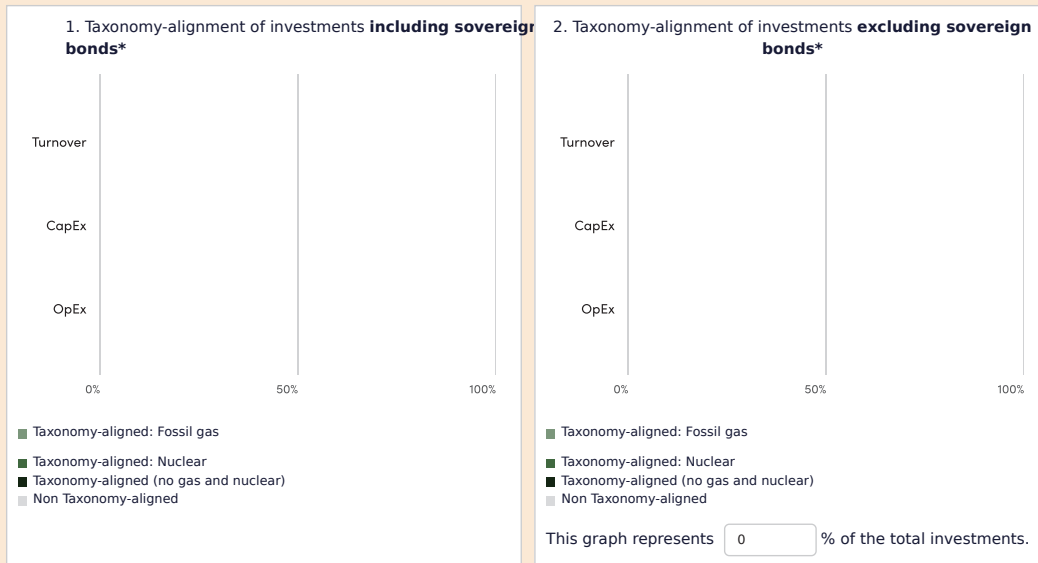 1. Taxonomy-alignment of investments including sovereign
bonds*
Turnover
CapEx
OpEx
0% 50% 100%
Taxonomy-aligned: Fossil gas
Taxonomy-aligned: Nuclear
Taxonomy-aligned (no gas and nuclear)
Non Taxonomy-aligned
2. Taxonomy-alignment of investments excluding sovereign
bonds*
Turnover
CapEx
OpEx
0% 50% 100%
Taxonomy-aligned: Fossil gas
Taxonomy-aligned: Nuclear
Taxonomy-aligned (no gas and nuclear)
Non Taxonomy-aligned
This graph represents 0 % of the total investments.